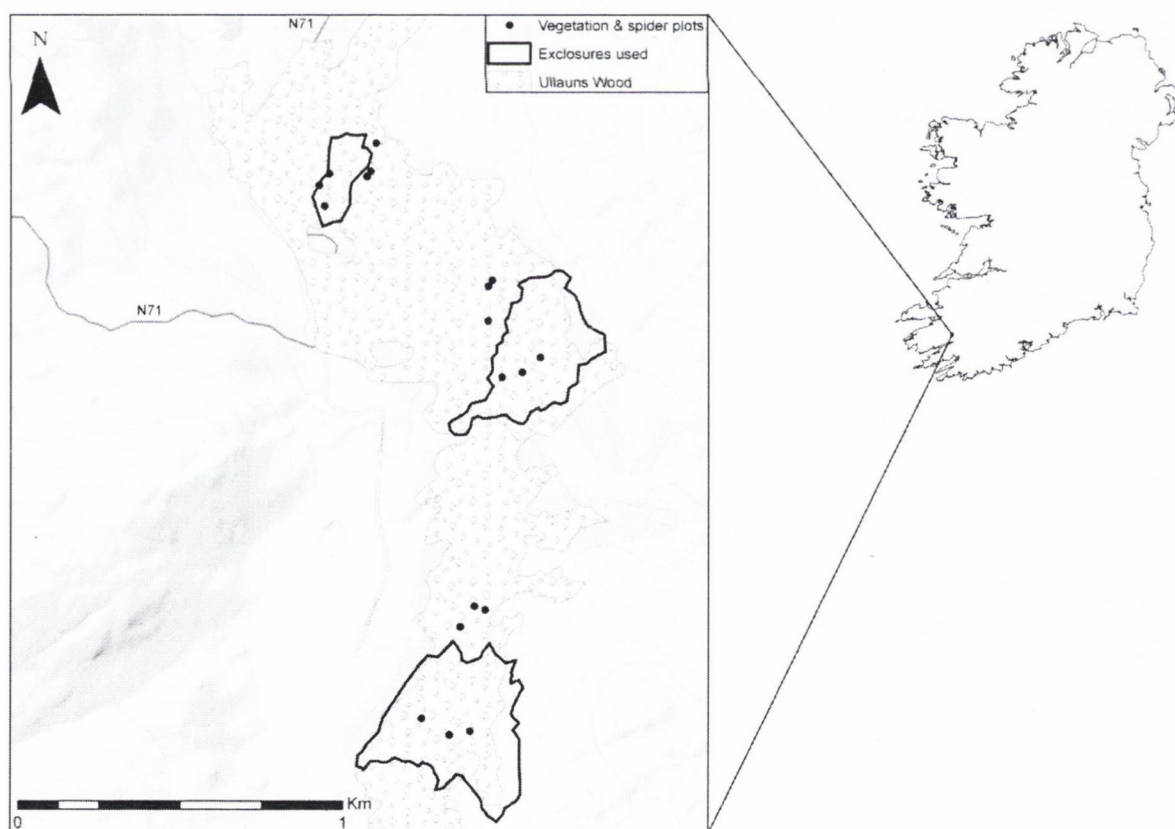 N71
N
Vegetation & spider plots
Exclosures used
Ullauns Wood
N71
Km
0
1